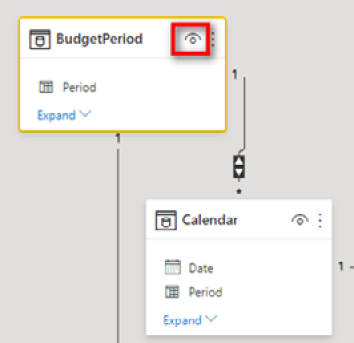 BudgetPeriod
Period
Expand
1
1
*
Calendar
Date
1
Period
Expand